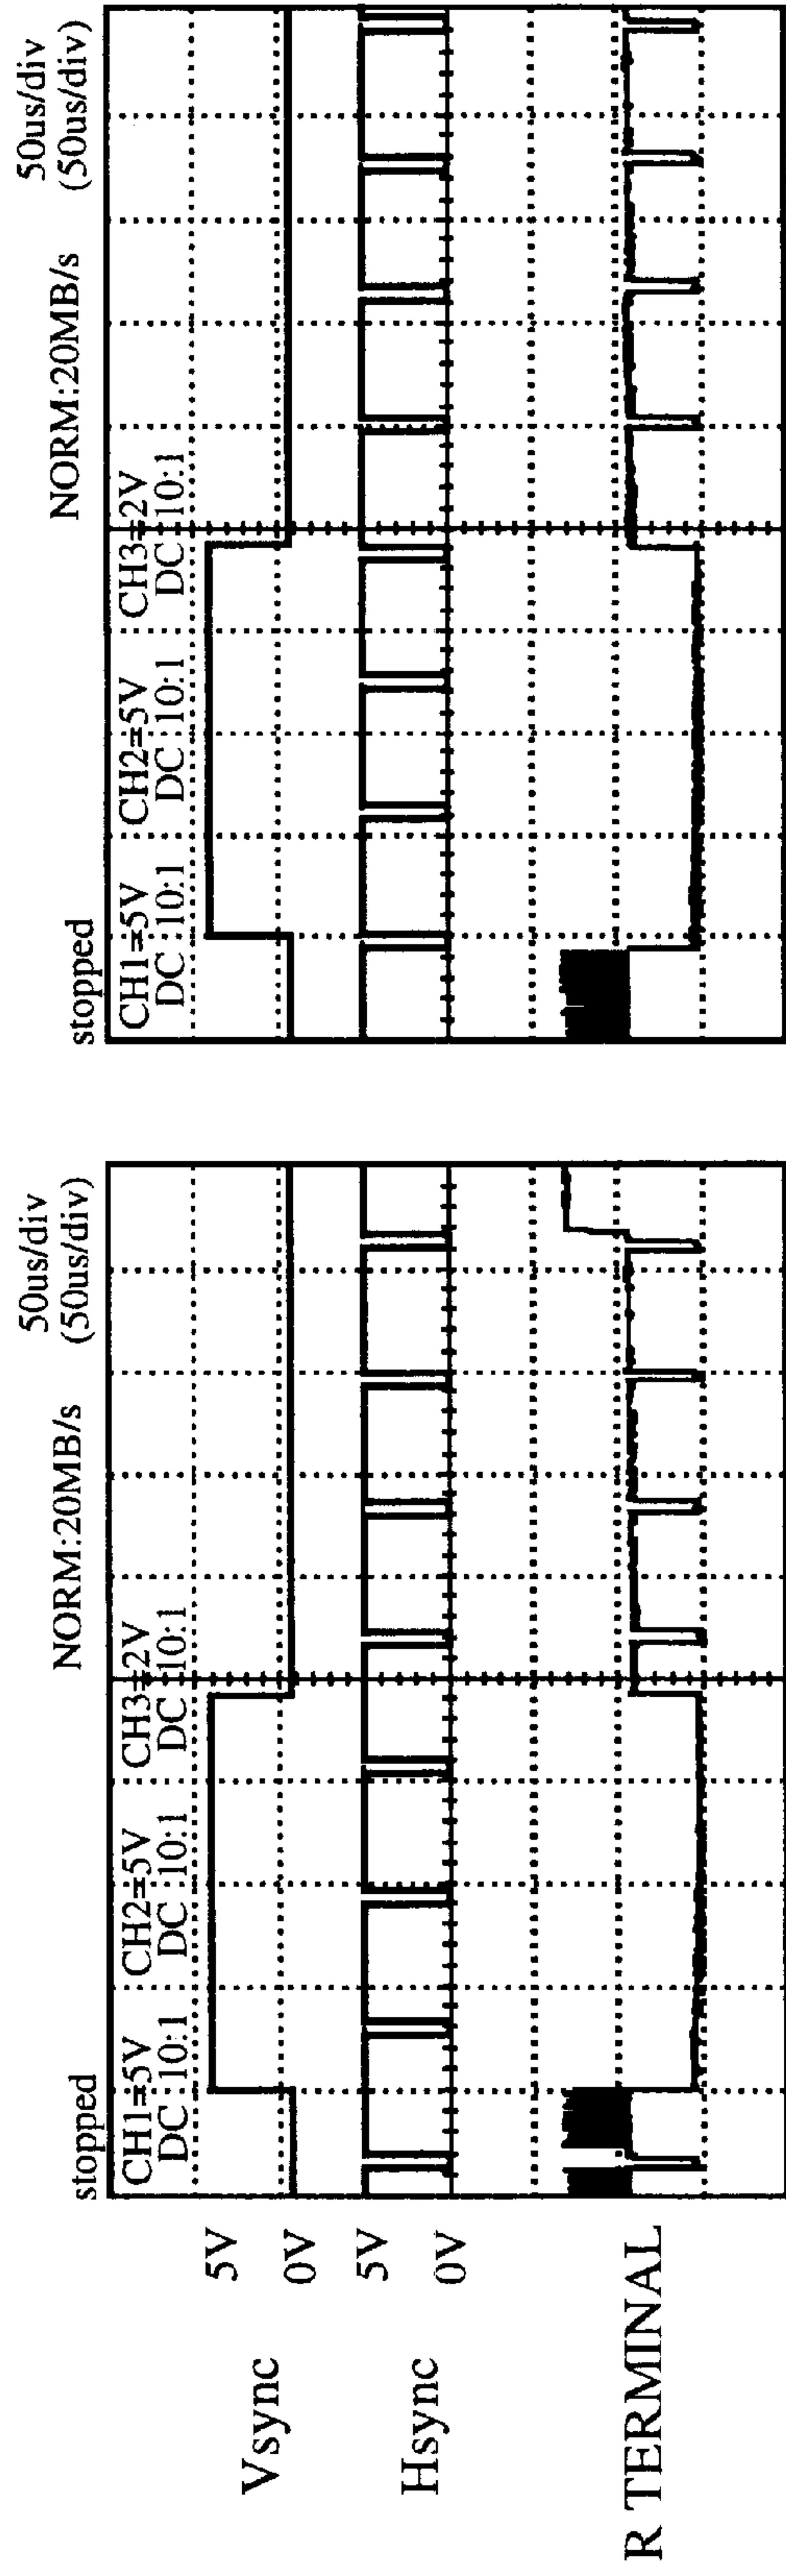 stopped
NORM:20MB/s
50us/div
(50us/div)
CH1=5V
DC 10:1
CH2=5V
DC 10:1
CH3=2V
DC 10:1
stopped
NORM:20MB/s
50us/div
(50us/div)
CH1=5V
DC 10:1
CH2=5V
DC 10:1
CH3=2V
DC 10:1
Vsync
5V
0V
Hsync
5V
0V
R TERMINAL